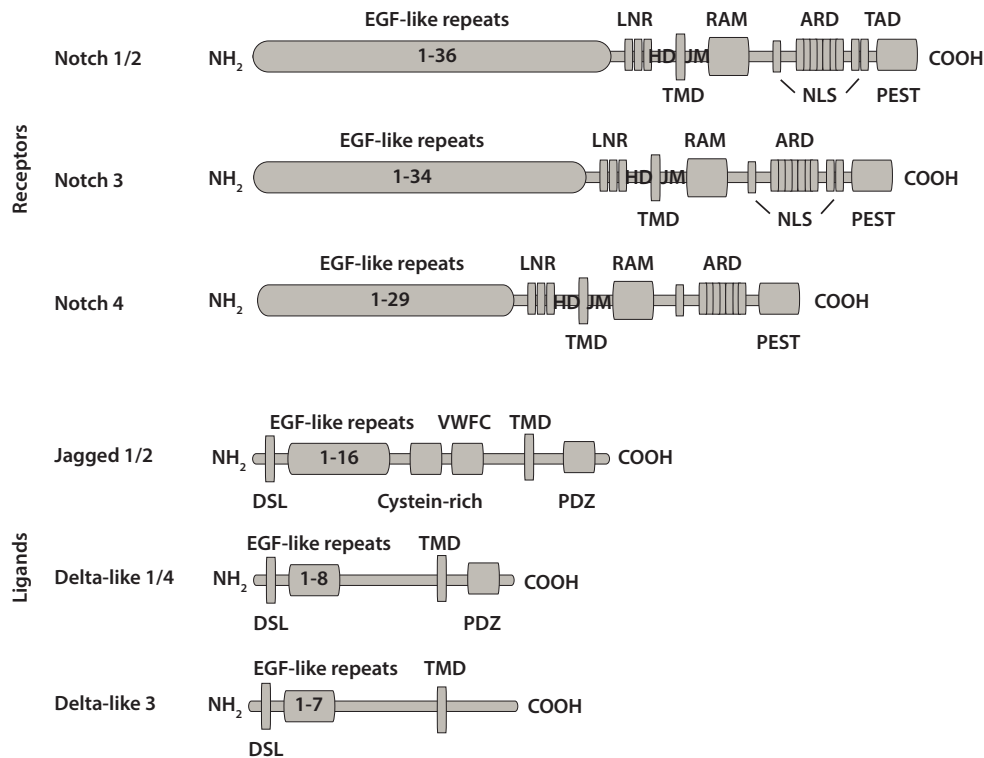 EGF-like repeats LNR RAM ARD TAD
Notch 1/2 NH2 1-36 HD JM COOH
TMD NLS PEST
Receptors
EGF-like repeats LNR RAM ARD
Notch 3 NH2 1-34 HD JM COOH
TMD NLS PEST
EGF-like repeats LNR RAM ARD
Notch 4 NH2 1-29 HD JM COOH
TMD PEST
EGF-like repeats VWFC TMD
Jagged 1/2 NH2 1-16 COOH
DSL Cystein-rich PDZ
Ligands
EGF-like repeats TMD
Delta-like 1/4 NH2 1-8 COOH
DSL PDZ
EGF-like repeats TMD
Delta-like 3 NH2 1-7 COOH
DSL